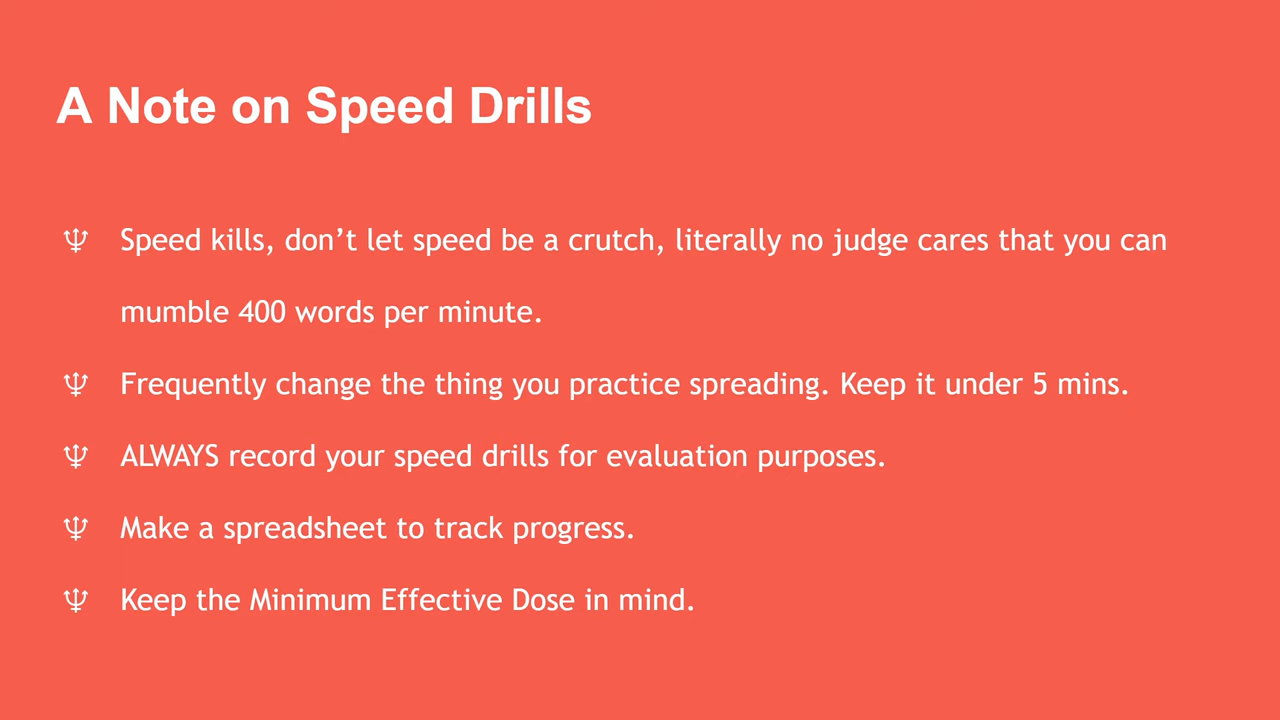 A Note on Speed Drills
♆ Speed kills, don’t let speed be a crutch, literally no judge cares that you can
mumble 400 words per minute.
♆ Frequently change the thing you practice spreading. Keep it under 5 mins.
♆ ALWAYS record your speed drills for evaluation purposes.
♆ Make a spreadsheet to track progress.
♆ Keep the Minimum Effective Dose in mind.